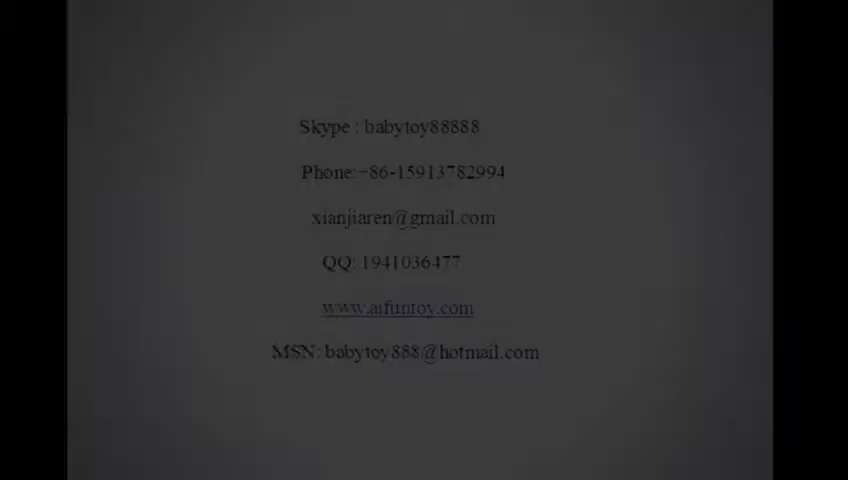 Skype : babytoy88888
Phone:+86-15913782994
xianjiaren@gmail.com
QQ: 1941036477
www.aifuntoy.com
MSN: babytoy888@hotmail.com